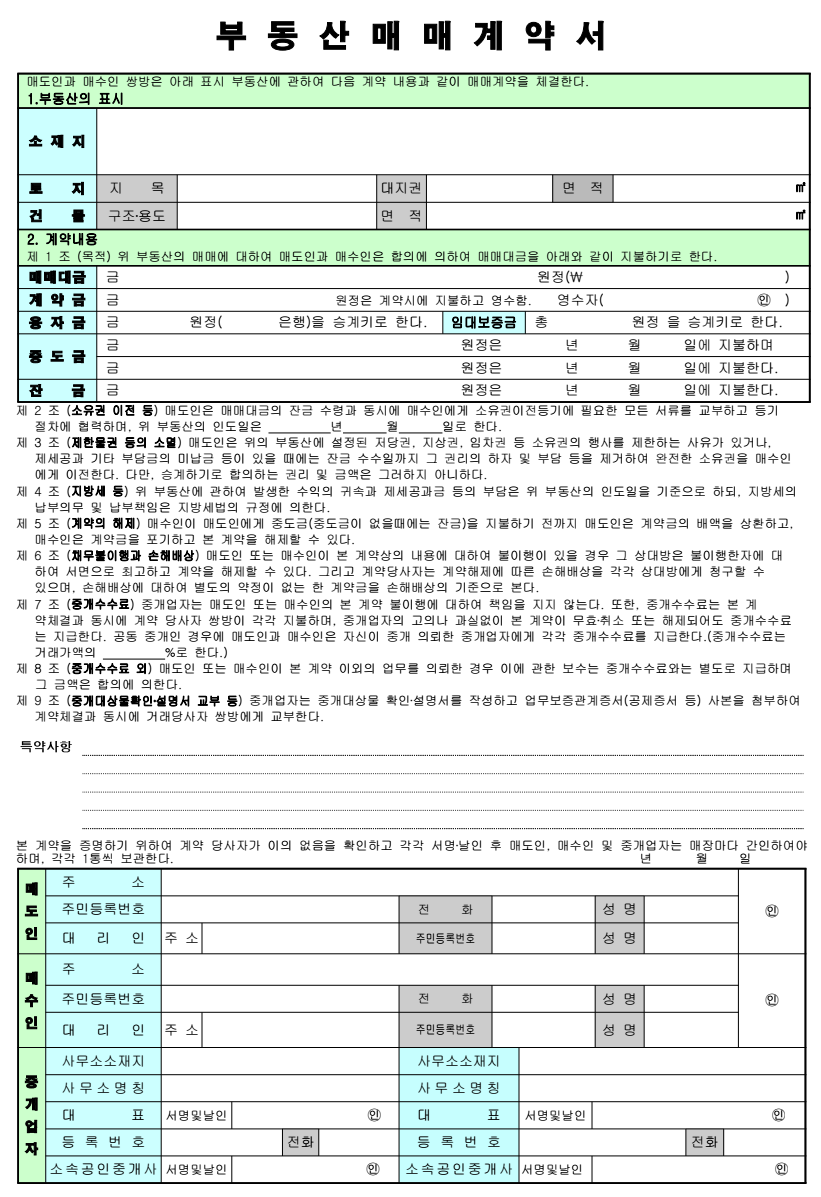 부동산매매계약서
매도인과 매수인 쌍방은 아래 표시 부동산에 관하여 다음 계약 내용과 같이 매매계약을 체결한다.
1.부동산의 표시
소 재 지
토 지 지 목 대지권 면 적 ㎡
건 물 구조·용도 면 적 ㎡
2. 계약내용
제 1 조 (목적) 위 부동산의 매매에 대하여 매도인과 매수인은 합의에 의하여 매매대금을 아래와 같이 지불하기로 한다.
매매대금 금 원정(₩ )
계 약 금 금 원정은 계약시에 지불하고 영수함. 영수자( ㊞ )
융 자 금 금 원정( 은행)을 승계키로 한다. 임대보증금 총 원정 을 승계키로 한다.
중 도 금 금 원정은 년 월 일에 지불하며
금 원정은 년 월 일에 지불한다.
잔 금 금 원정은 년 월 일에 지불한다.
제 2 조 (소유권 이전 등) 매도인은 매매대금의 잔금 수령과 동시에 매수인에게 소유권이전등기에 필요한 모든 서류를 교부하고 등기
절차에 협력하며, 위 부동산의 인도일은 ________년______월______일로 한다.
제 3 조 (제한물권 등의 소멸) 매도인은 위의 부동산에 설정된 저당권, 지상권, 임차권 등 소유권의 행사를 제한하는 사유가 있거나,
제세공과 기타 부담금의 미납금 등이 있을 때에는 잔금 수수일까지 그 권리의 하자 및 부담 등을 제거하여 완전한 소유권을 매수인
에게 이전한다. 다만, 승계하기로 합의하는 권리 및 금액은 그러하지 아니하다.
제 4 조 (지방세 등) 위 부동산에 관하여 발생한 수익의 귀속과 제세공과금 등의 부담은 위 부동산의 인도일을 기준으로 하되, 지방세의
납부의무 및 납부책임은 지방세법의 규정에 의한다.
제 5 조 (계약의 해제) 매수인이 매도인에게 중도금(중도금이 없을때에는 잔금)을 지불하기 전까지 매도인은 계약금의 배액을 상환하고,
매수인은 계약금을 포기하고 본 계약을 해제할 수 있다.
제 6 조 (채무불이행과 손해배상) 매도인 또는 매수인이 본 계약상의 내용에 대하여 불이행이 있을 경우 그 상대방은 불이행한자에 대
하여 서면으로 최고하고 계약을 해제할 수 있다. 그리고 계약당사자는 계약해제에 따른 손해배상을 각각 상대방에게 청구할 수
있으며, 손해배상에 대하여 별도의 약정이 없는 한 계약금을 손해배상의 기준으로 본다.
제 7 조 (중개수수료) 중개업자는 매도인 또는 매수인의 본 계약 불이행에 대하여 책임을 지지 않는다. 또한, 중개수수료는 본 계
약체결과 동시에 계약 당사자 쌍방이 각각 지불하며, 중개업자의 고의나 과실없이 본 계약이 무효·취소 또는 해제되어도 중개수수료
는 지급한다. 공동 중개인 경우에 매도인과 매수인은 자신이 중개 의뢰한 중개업자에게 각각 중개수수료를 지급한다.(중개수수료는
거래가액의 _________%로 한다.)
제 8 조 (중개수수료 외) 매도인 또는 매수인이 본 계약 이외의 업무를 의뢰한 경우 이에 관한 보수는 중개수수료와는 별도로 지급하며
그 금액은 합의에 의한다.
제 9 조 (중개대상물확인·설명서 교부 등) 중개업자는 중개대상물 확인·설명서를 작성하고 업무보증관계증서(공제증서 등) 사본을 첨부하여
계약체결과 동시에 거래당사자 쌍방에게 교부한다.
특약사항
본 계약을 증명하기 위하여 계약 당사자가 이의 없음을 확인하고 각각 서명·날인 후 매도인, 매수인 및 중개업자는 매장마다 간인하여야
하며, 각각 1통씩 보관한다. 년 월 일
매도인 주 소
주민등록번호 전 화 성 명 ㊞
대 리 인 주 소 주민등록번호 성 명
매수인 주 소
주민등록번호 전 화 성 명 ㊞
대 리 인 주 소 주민등록번호 성 명
중개업자 사무소소재지 사무소소재지
사무소명칭 사무소명칭
대 표 서명및날인 ㊞ 대 표 서명및날인 ㊞
등 록 번 호 전화 등 록 번 호 전화
소속공인중개사 서명및날인 ㊞ 소속공인중개사 서명및날인 ㊞